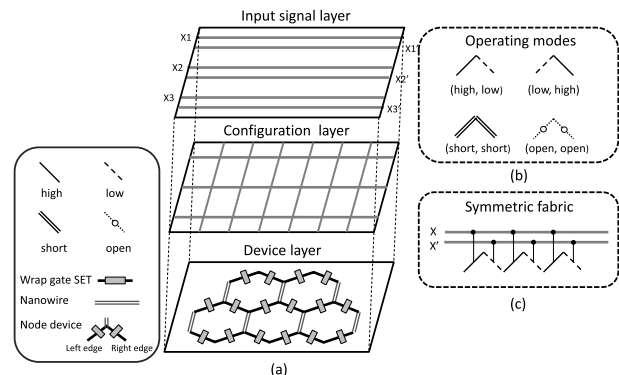 Input signal layer
X1
X1'
X2
X2'
X3
X3'
Configuration layer
Device layer
(a)
high
low
short
open
Wrap gate SET
Nanowire
Node device
Left edge
Right edge
Operating modes
(high, low)
(low, high)
(short, short)
(open, open)
(b)
Symmetric fabric
X
X'
(c)